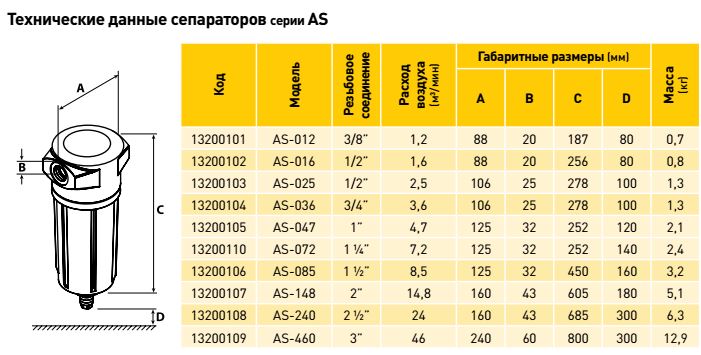 Технические данные сепараторов серии AS
Код Модель Резьбовое соединение Расход воздуха (м³/мин) Габаритные размеры (мм) Масса (кг)
A B C D
13200101 AS-012 3/8” 1,2 88 20 187 80 0,7
13200102 AS-016 1/2” 1,6 88 20 256 80 0,8
13200103 AS-025 1/2” 2,5 106 25 278 100 1,3
13200104 AS-036 3/4” 3,6 106 25 278 100 1,3
13200105 AS-047 1” 4,7 125 32 252 120 2,1
13200110 AS-072 1 ¼” 7,2 125 32 252 140 2,4
13200106 AS-085 1 ½” 8,5 125 32 450 160 3,2
13200107 AS-148 2” 14,8 160 43 605 180 5,1
13200108 AS-240 2 ½” 24 160 43 685 300 6,3
13200109 AS-460 3” 46 240 60 800 300 12,9
A
B
C
D